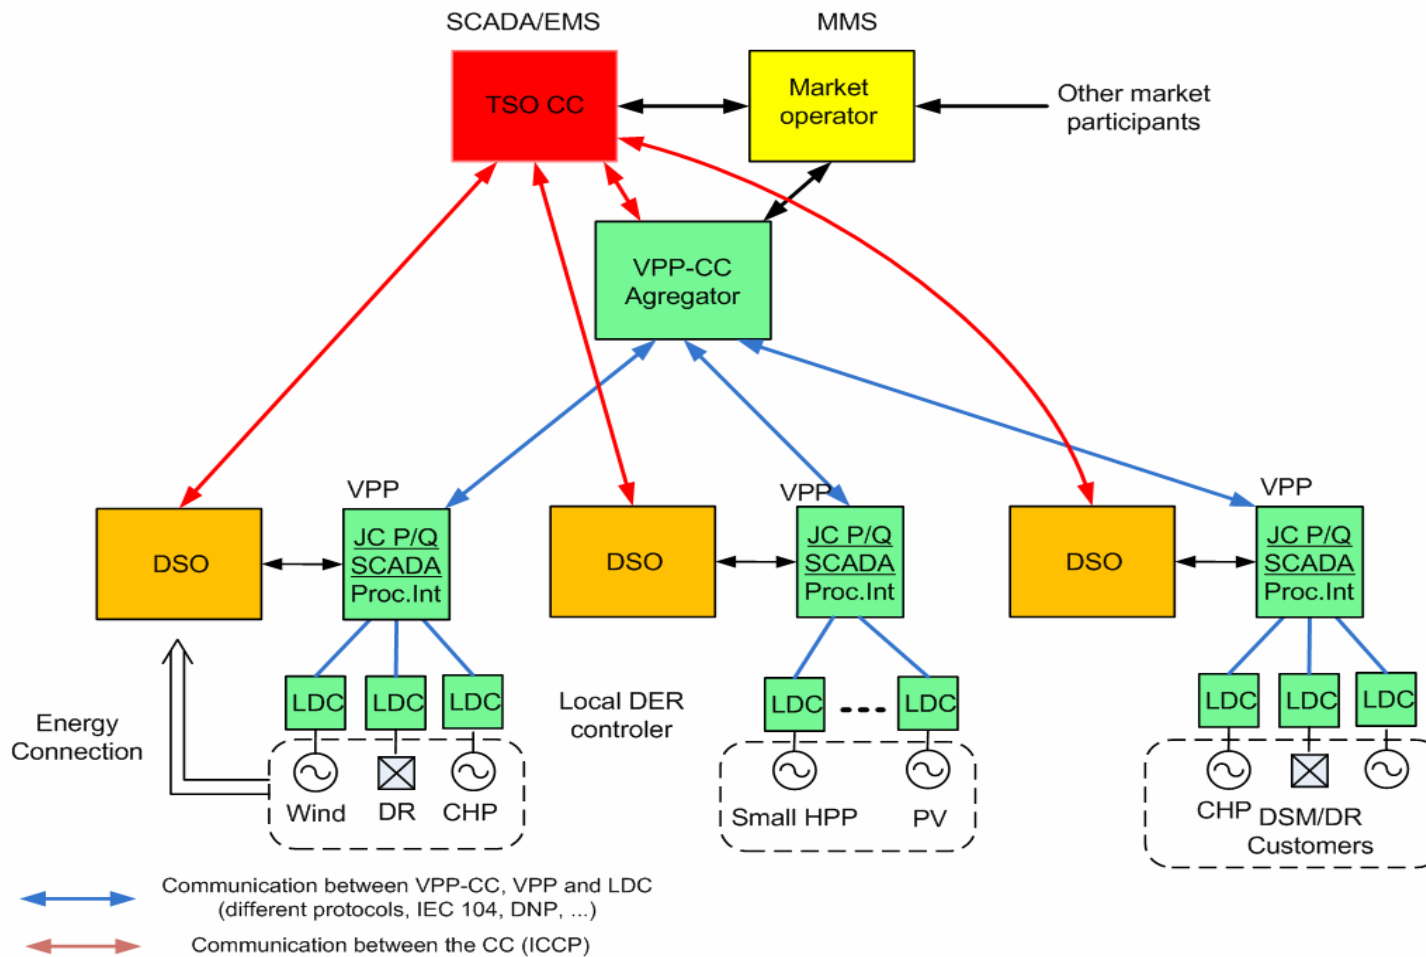 SCADA/EMS
MMS
TSO CC
Market
operator
Other market
participants
VPP-CC
Agregator
VPP
VPP
VPP
DSO
JC P/Q
SCADA
Proc.Int
DSO
JC P/Q
SCADA
Proc.Int
DSO
JC P/Q
SCADA
Proc.Int
Energy
Connection
LDC
LDC
LDC
Local DER
controler
LDC
LDC
LDC
LDC
LDC
Wind
DR
CHP
Small HPP
PV
CHP
DSM/DR
Customers
Communication between VPP-CC, VPP and LDC
(different protocols, IEC 104, DNP, ...)
Communication between the CC (ICCP)